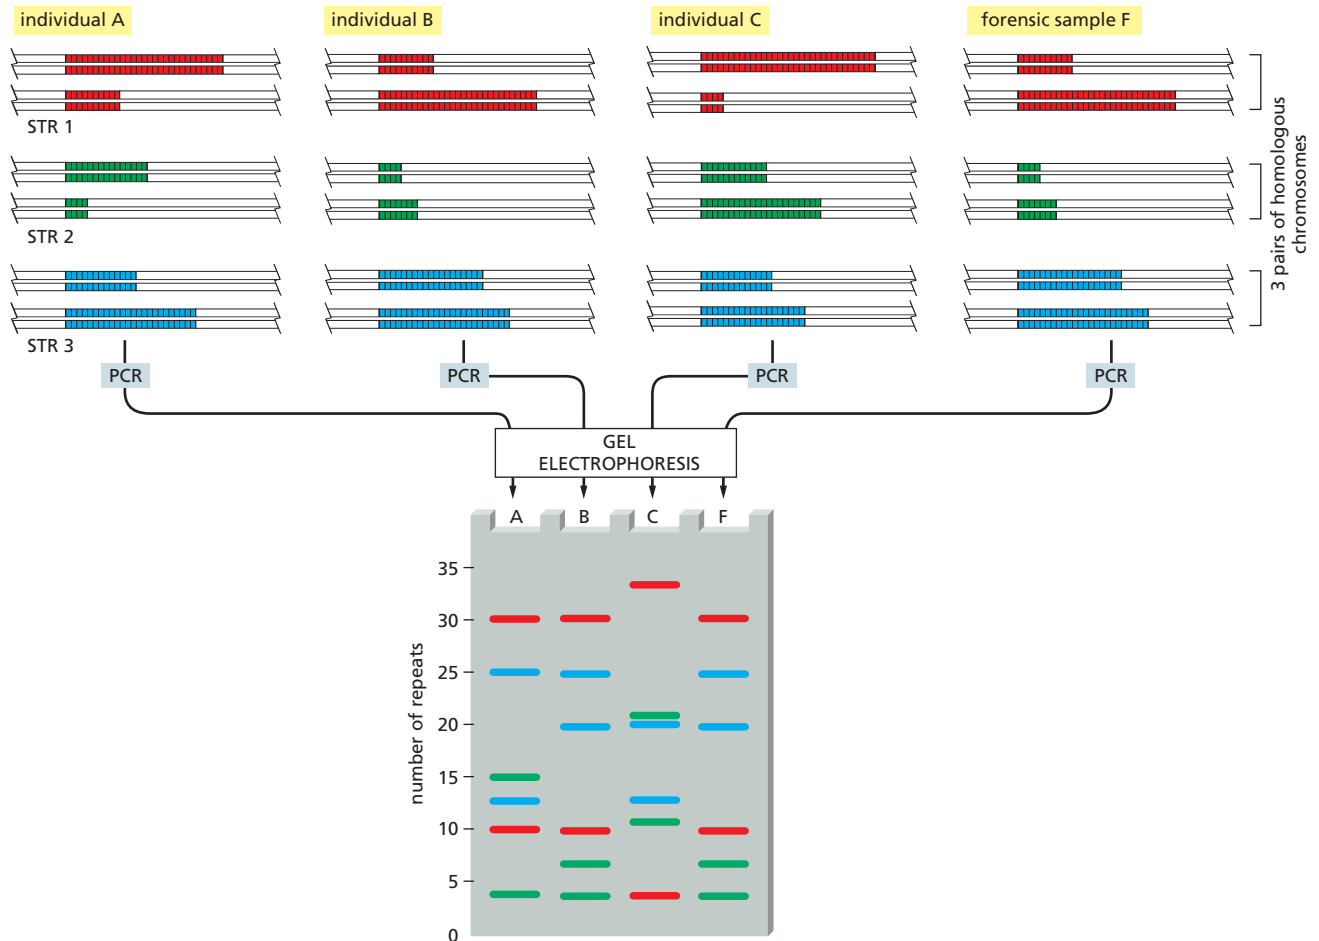 individual A
individual B
individual C
forensic sample F
STR 1
STR 2
STR 3
3 pairs of homologous
chromosomes
PCR
PCR
PCR
PCR
GEL
ELECTROPHORESIS
A
B
C
F
number of repeats
35
30
25
20
15
10
5
0